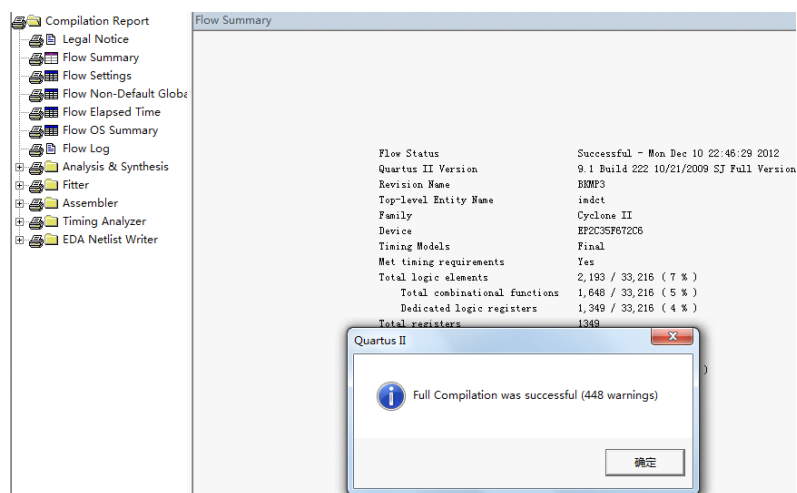 Compilation Report
Legal Notice
Flow Summary
Flow Settings
Flow Non-Default Globa
Flow Elapsed Time
Flow OS Summary
Flow Log
Analysis & Synthesis
Fitter
Assembler
Timing Analyzer
EDA Netlist Writer
Flow Summary
Flow Status Successful - Mon Dec 10 22:46:29 2012
Quartus II Version 9.1 Build 222 10/21/2009 SJ Full Version
Revision Name BKMP3
Top-level Entity Name imdct
Family Cyclone II
Device EP2C35F672C6
Timing Models Final
Met timing requirements Yes
Total logic elements 2,193 / 33,216 ( 7 % )
Total combinational functions 1,648 / 33,216 ( 5 % )
Dedicated logic registers 1,349 / 33,216 ( 4 % )
Total registers 1349
)
Quartus II
Full Compilation was successful (448 warnings)
确定